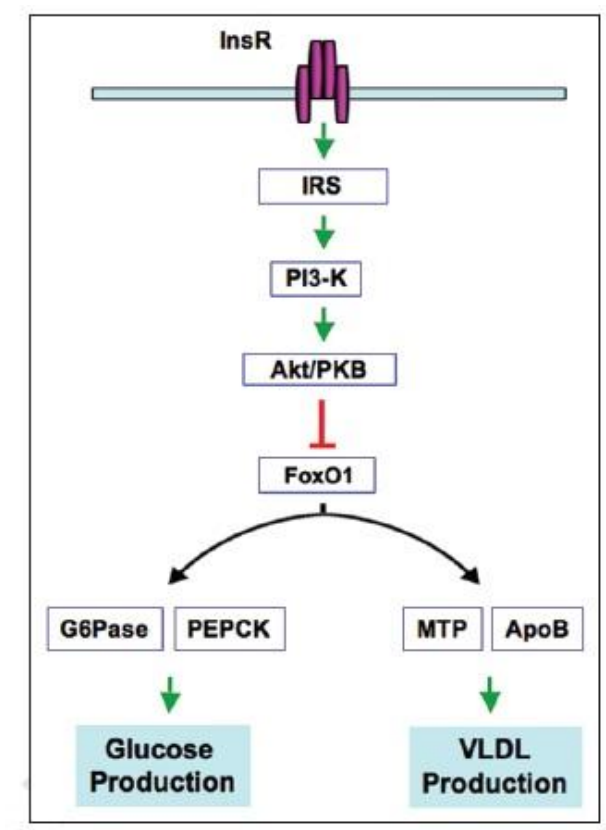 InsR
IRS
PI3-K
Akt/PKB
FoxO1
G6Pase
PEPCK
MTP
ApoB
Glucose
Production
VLDL
Production